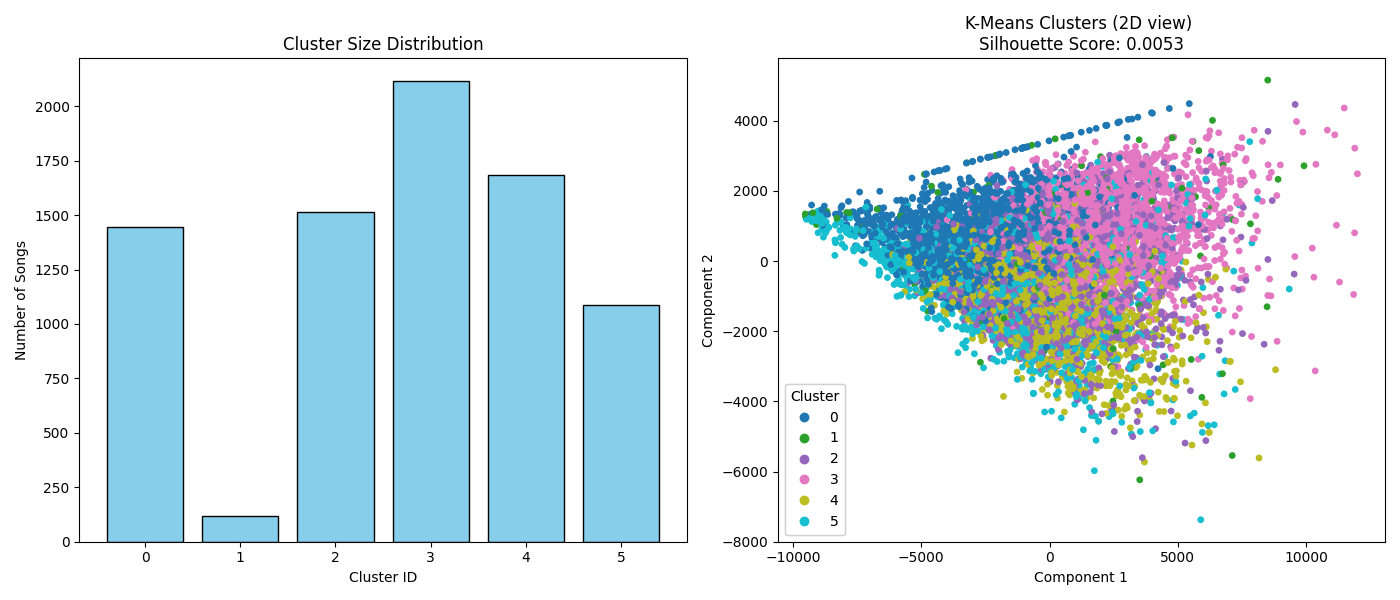 Cluster Size Distribution
Number of Songs
2000
1750
1500
1250
1000
750
500
250
0
0 1 2 3 4 5
Cluster ID
K-Means Clusters (2D view)
Silhouette Score: 0.0053
Component 2
4000
2000
0
−2000
−4000
−6000
−8000
Cluster
0
1
2
3
4
5
−10000 −5000 0 5000 10000
Component 1